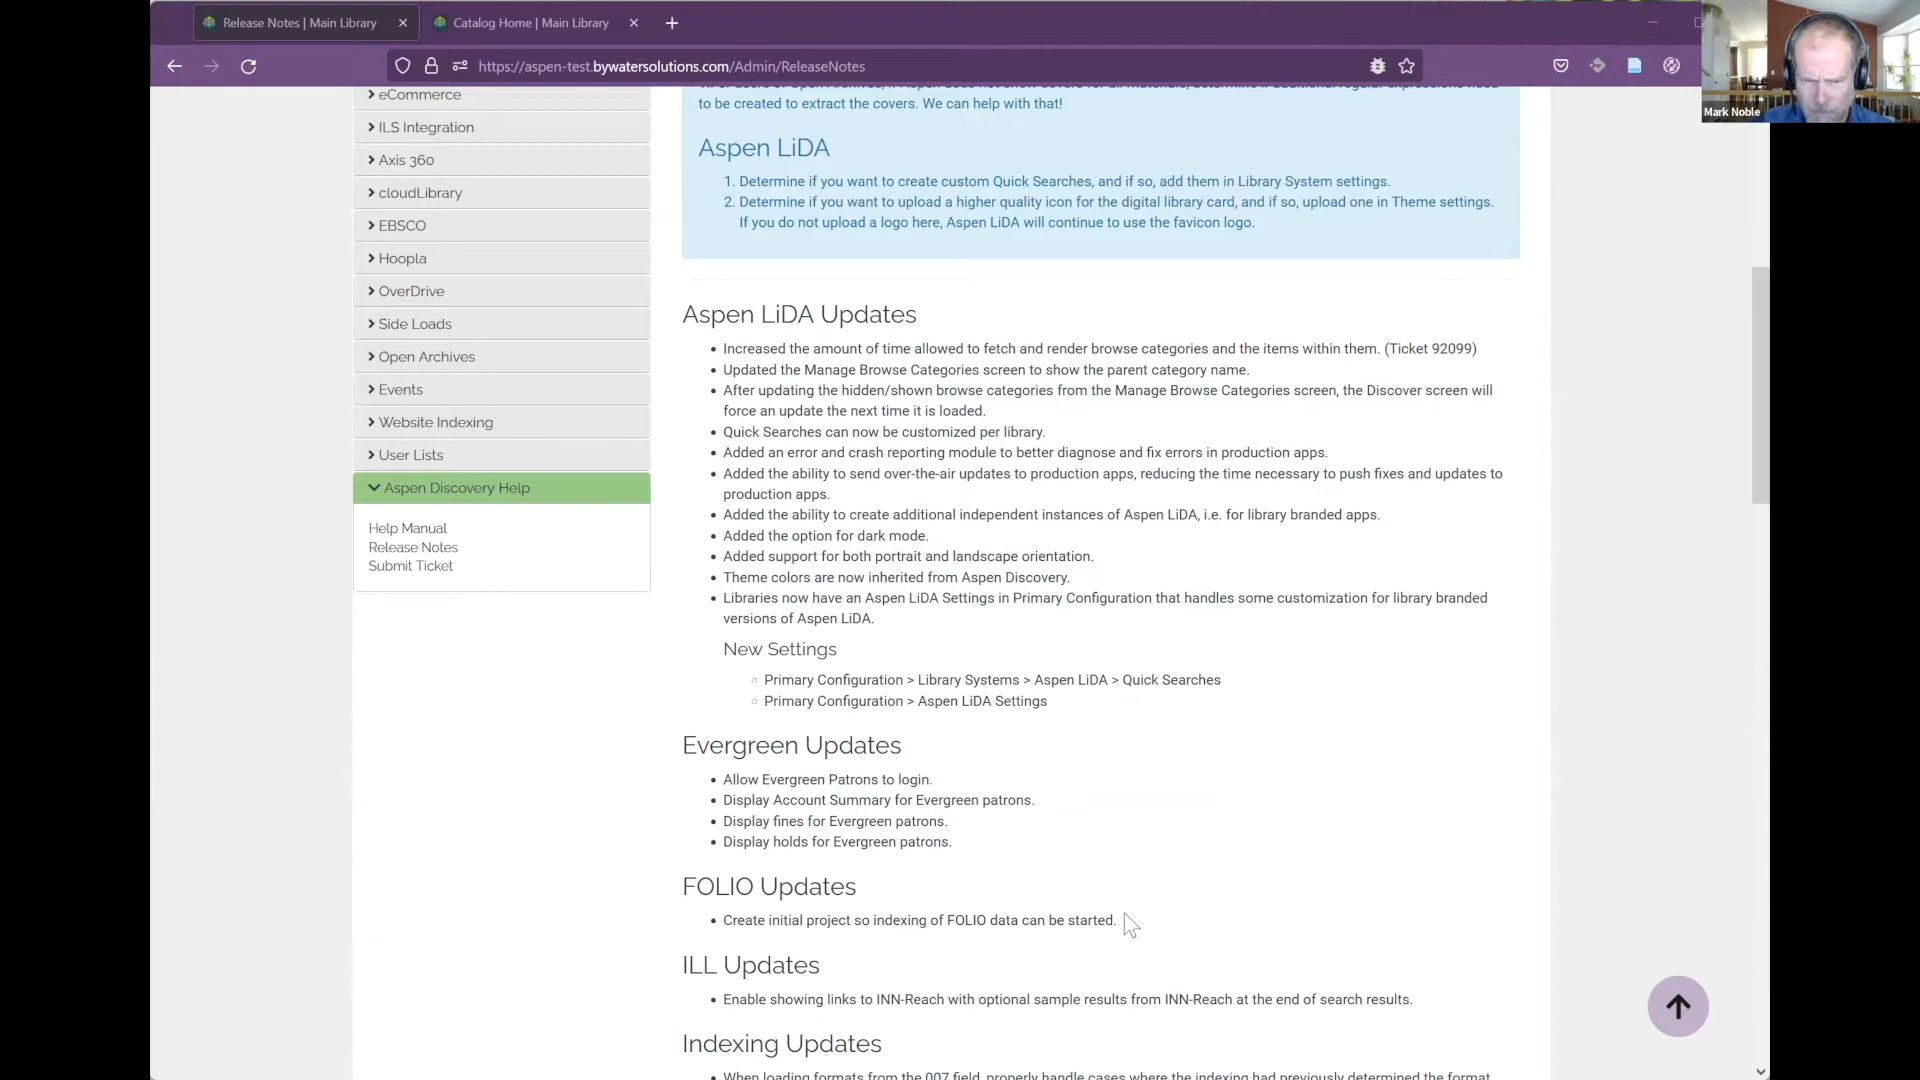 Release Notes | Main Library
Catalog Home | Main Library
https://aspen-test.bywatersolutions.com/Admin/ReleaseNotes
Mark Noble
eCommerce
ILS Integration
Axis 360
cloudLibrary
EBSCO
Hoopla
OverDrive
Side Loads
Open Archives
Events
Website Indexing
User Lists
Aspen Discovery Help
Help Manual
Release Notes
Submit Ticket
to be created to extract the covers. We can help with that!
Aspen LiDA
1. Determine if you want to create custom Quick Searches, and if so, add them in Library System settings.
2. Determine if you want to upload a higher quality icon for the digital library card, and if so, upload one in Theme settings.
If you do not upload a logo here, Aspen LiDA will continue to use the favicon logo.
Aspen LiDA Updates
• Increased the amount of time allowed to fetch and render browse categories and the items within them. (Ticket 92099)
• Updated the Manage Browse Categories screen to show the parent category name.
• After updating the hidden/shown browse categories from the Manage Browse Categories screen, the Discover screen will
force an update the next time it is loaded.
• Quick Searches can now be customized per library.
• Added an error and crash reporting module to better diagnose and fix errors in production apps.
• Added the ability to send over-the-air updates to production apps, reducing the time necessary to push fixes and updates to
production apps.
• Added the ability to create additional independent instances of Aspen LiDA, i.e. for library branded apps.
• Added the option for dark mode.
• Added support for both portrait and landscape orientation.
• Theme colors are now inherited from Aspen Discovery.
• Libraries now have an Aspen LiDA Settings in Primary Configuration that handles some customization for library branded
versions of Aspen LiDA.
New Settings
◦ Primary Configuration > Library Systems > Aspen LiDA > Quick Searches
◦ Primary Configuration > Aspen LiDA Settings
Evergreen Updates
• Allow Evergreen Patrons to login.
• Display Account Summary for Evergreen patrons.
• Display fines for Evergreen patrons.
• Display holds for Evergreen patrons.
FOLIO Updates
• Create initial project so indexing of FOLIO data can be started.
ILL Updates
• Enable showing links to INN-Reach with optional sample results from INN-Reach at the end of search results.
Indexing Updates
• When loading formats from the 007 field, properly handle cases where the indexing had previously determined the format